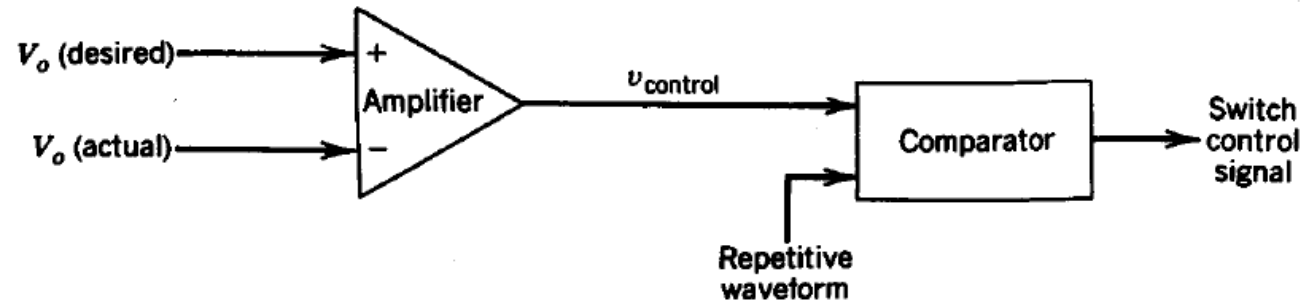 V_o (desired)
+
Amplifier
V_o (actual)
−
v_control
Comparator
Switch
control
signal
Repetitive
waveform